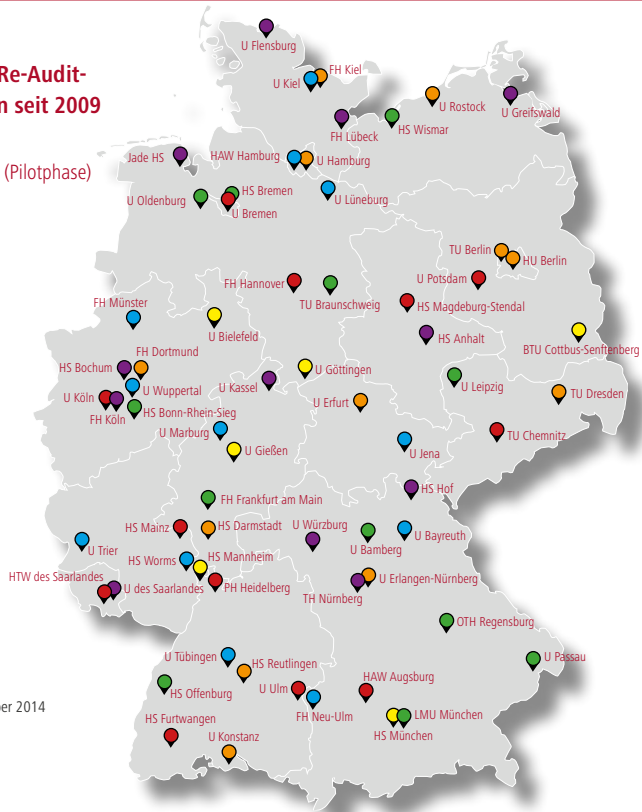 Re-Audit-
n seit 2009
(Pilotphase)
U Flensburg
FH Kiel
U Kiel
U Rostock
U Greifswald
FH Lübeck
HS Wismar
Jade HS
HAW Hamburg
U Hamburg
HS Bremen
U Lüneburg
U Oldenburg
U Bremen
TU Berlin
HU Berlin
FH Hannover
U Potsdam
TU Braunschweig
HS Magdeburg-Stendal
FH Münster
U Bielefeld
HS Anhalt
BTU Cottbus-Senftenberg
FH Dortmund
HS Bochum
U Göttingen
U Kassel
U Leipzig
U Wuppertal
U Köln
U Erfurt
TU Dresden
FH Köln
HS Bonn-Rhein-Sieg
U Marburg
TU Chemnitz
U Gießen
U Jena
HS Hof
FH Frankfurt am Main
HS Mainz
HS Darmstadt
U Würzburg
U Bayreuth
U Trier
U Bamberg
HS Worms
HS Mannheim
HTW des Saarlandes
U des Saarlandes
PH Heidelberg
U Erlangen-Nürnberg
TH Nürnberg
OTH Regensburg
U Tübingen
HS Reutlingen
U Passau
HS Offenburg
U Ulm
HAW Augsburg
er 2014
FH Neu-Ulm
LMU München
HS Furtwangen
HS München
U Konstanz